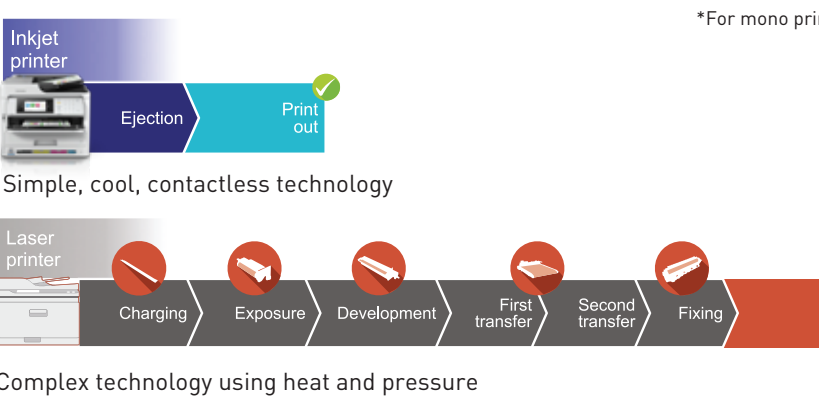 *For mono
Inkjet
printer
Ejection
Print
out
Simple, cool, contactless technology
Laser
printer
Charging
Exposure
Development
First
transfer
Second
transfer
Fixing
Complex technology using heat and pressure